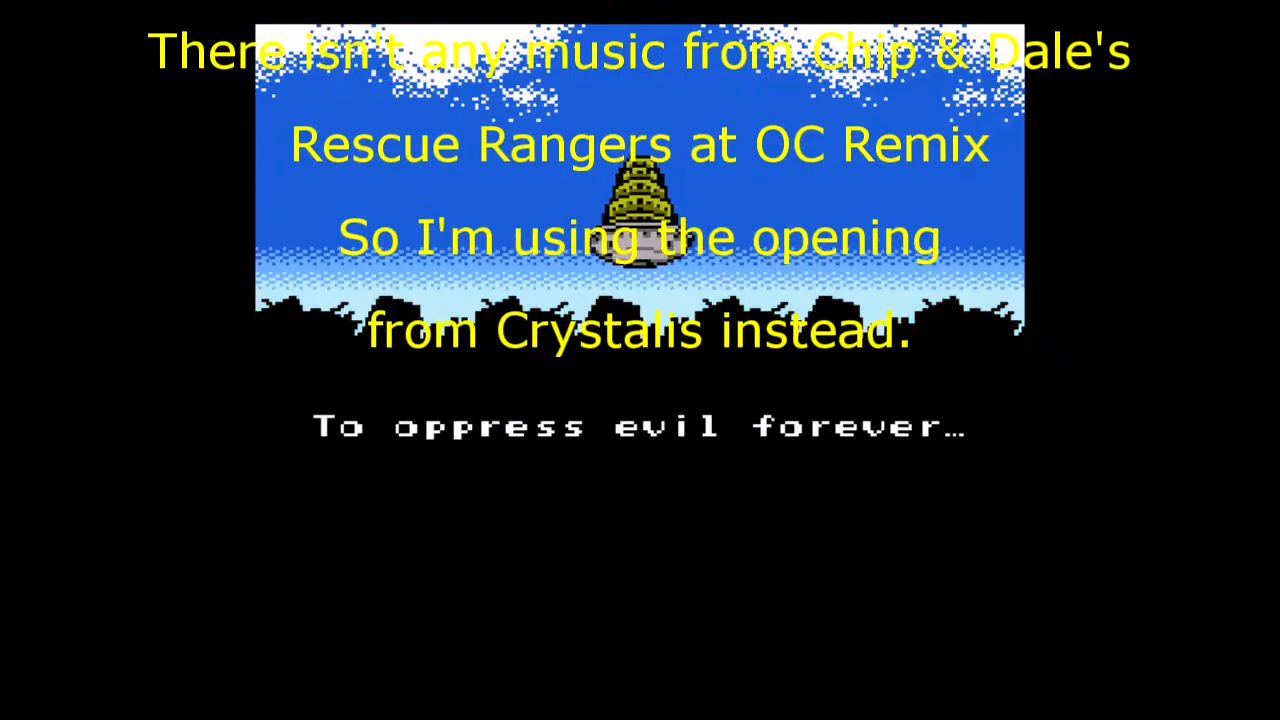 There isn't any music from Chip & Dale's
Rescue Rangers at OC Remix
So I'm using the opening
from Crystalis instead.
To oppress evil forever…